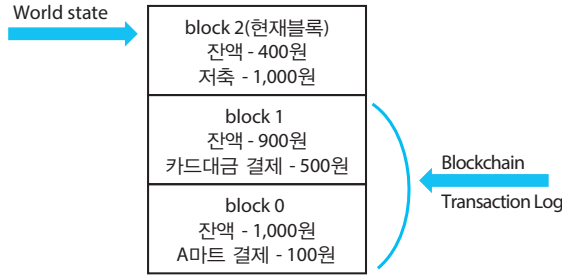 World state
block 2(현재블록)
잔액 - 400원
저축 - 1,000원
block 1
잔액 - 900원
카드대금 결제 - 500원
block 0
잔액 - 1,000원
A마트 결제 - 100원
Blockchain
Transaction Log